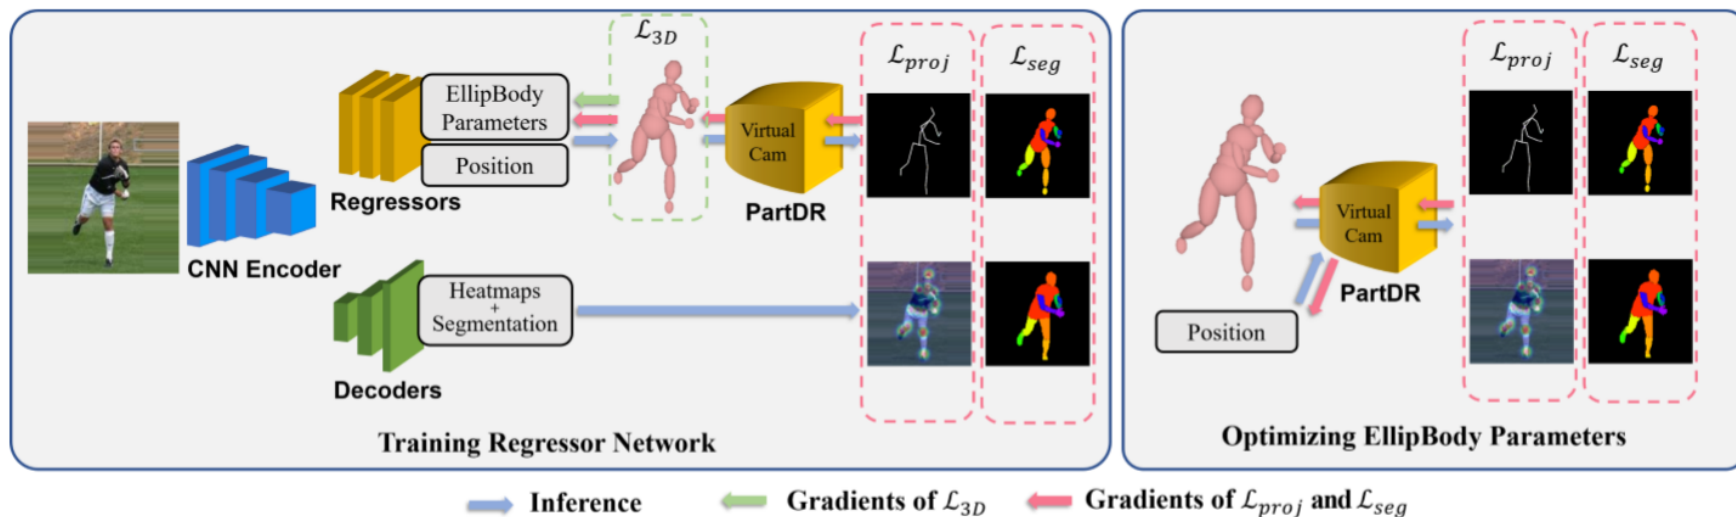 ℒ3D
ℒproj
ℒseg
EllipBody
Parameters
Position
Virtual
Cam
Regressors
PartDR
CNN Encoder
Heatmaps
+
Segmentation
Decoders
Training Regressor Network
ℒproj
ℒseg
Virtual
Cam
PartDR
Position
Optimizing EllipBody Parameters
Inference
Gradients of ℒ3D
Gradients of ℒproj and ℒseg